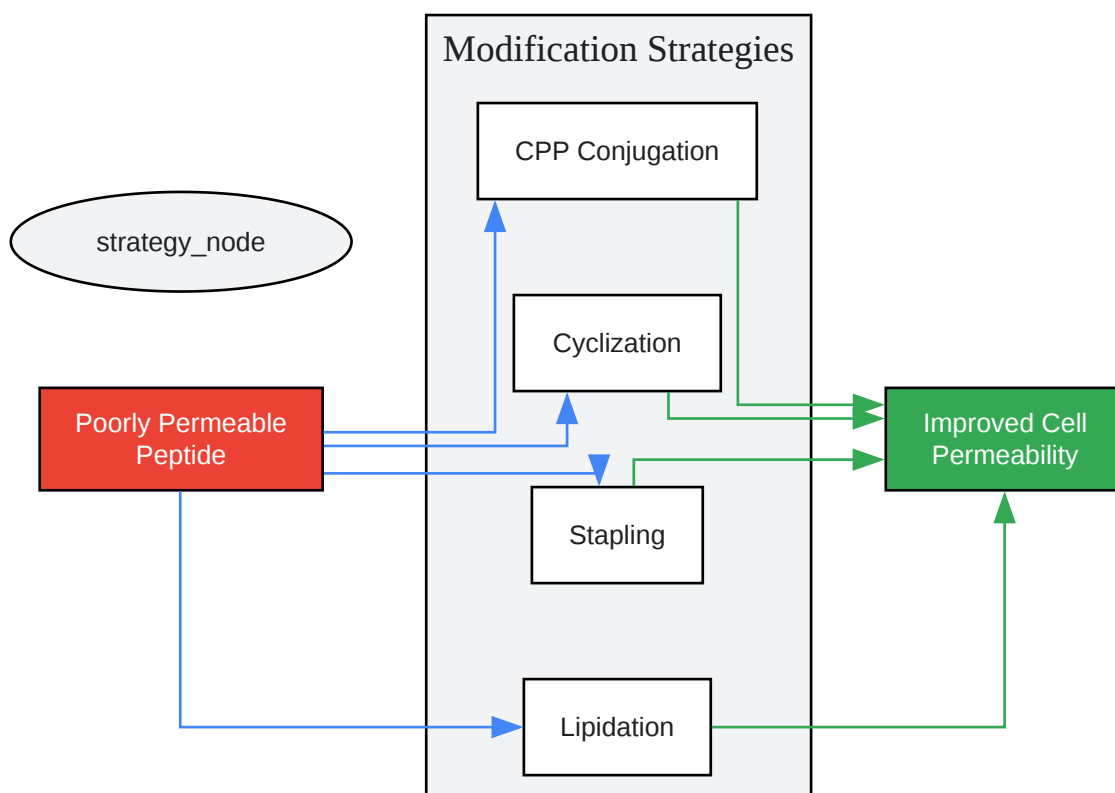 Modification Strategies
CPP Conjugation
strategy_node
Cyclization
Poorly Permeable
Peptide
Improved Cell
Permeability
Stapling
Lipidation